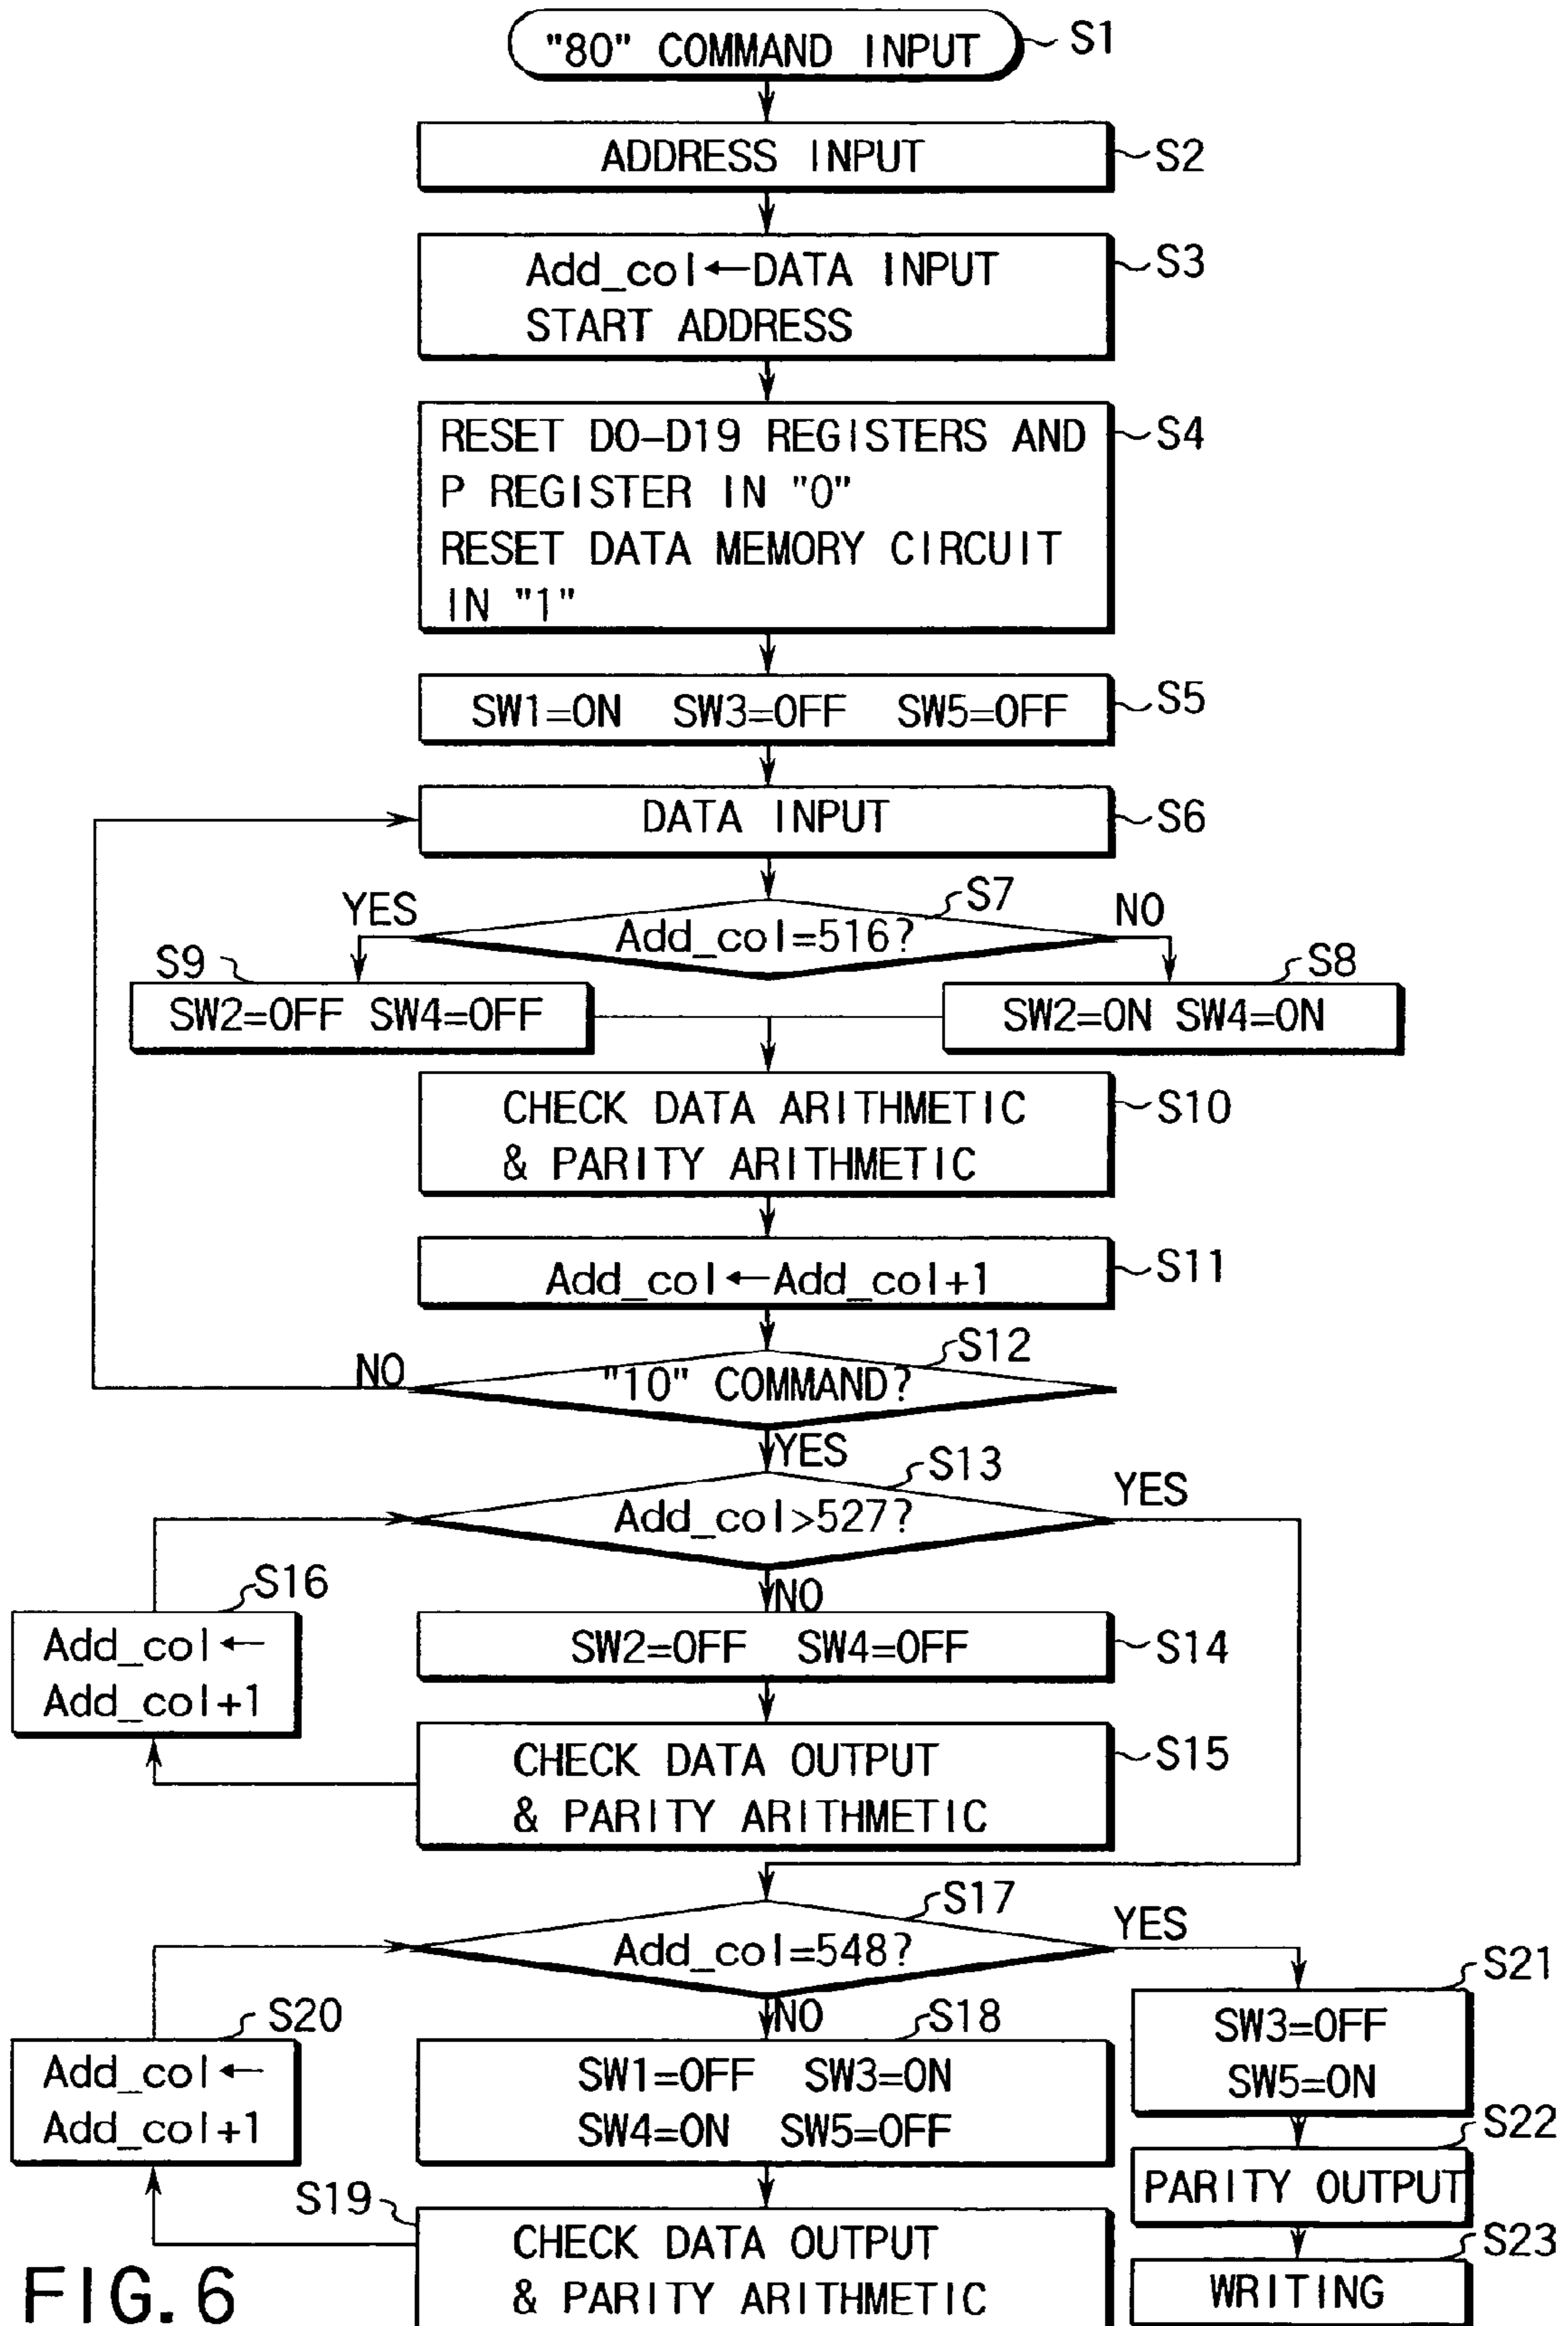 "80" COMMAND INPUT
S1
ADDRESS INPUT
S2
Add_col←DATA INPUT
START ADDRESS
S3
RESET D0-D19 REGISTERS AND
P REGISTER IN "0"
RESET DATA MEMORY CIRCUIT
IN "1"
S4
SW1=ON SW3=OFF SW5=OFF
S5
DATA INPUT
S6
S7
YES
Add_col=516?
NO
S9
SW2=OFF SW4=OFF
S8
SW2=ON SW4=ON
CHECK DATA ARITHMETIC
& PARITY ARITHMETIC
S10
Add_col←Add_col+1
S11
S12
NO
"10" COMMAND?
YES
S13
Add_col>527?
YES
NO
S16
Add_col←
Add_col+1
SW2=OFF SW4=OFF
S14
CHECK DATA OUTPUT
& PARITY ARITHMETIC
S15
S17
Add_col=548?
YES
NO
S20
Add_col←
Add_col+1
S18
SW1=OFF SW3=ON
SW4=ON SW5=OFF
S21
SW3=OFF
SW5=ON
S22
PARITY OUTPUT
S19
CHECK DATA OUTPUT
& PARITY ARITHMETIC
S23
WRITING
FIG. 6